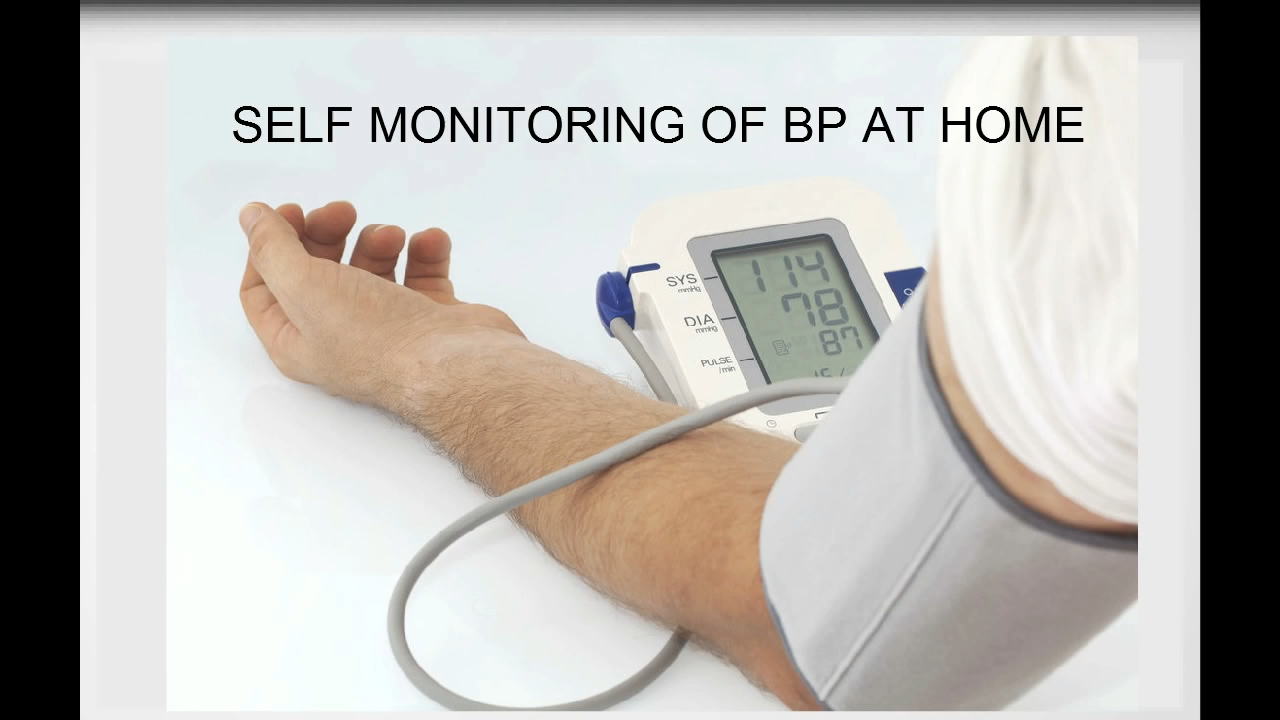 SELF MONITORING OF BP AT HOME
SYS
mmHg
114
DIA
mmHg
78
PULSE
/min
87